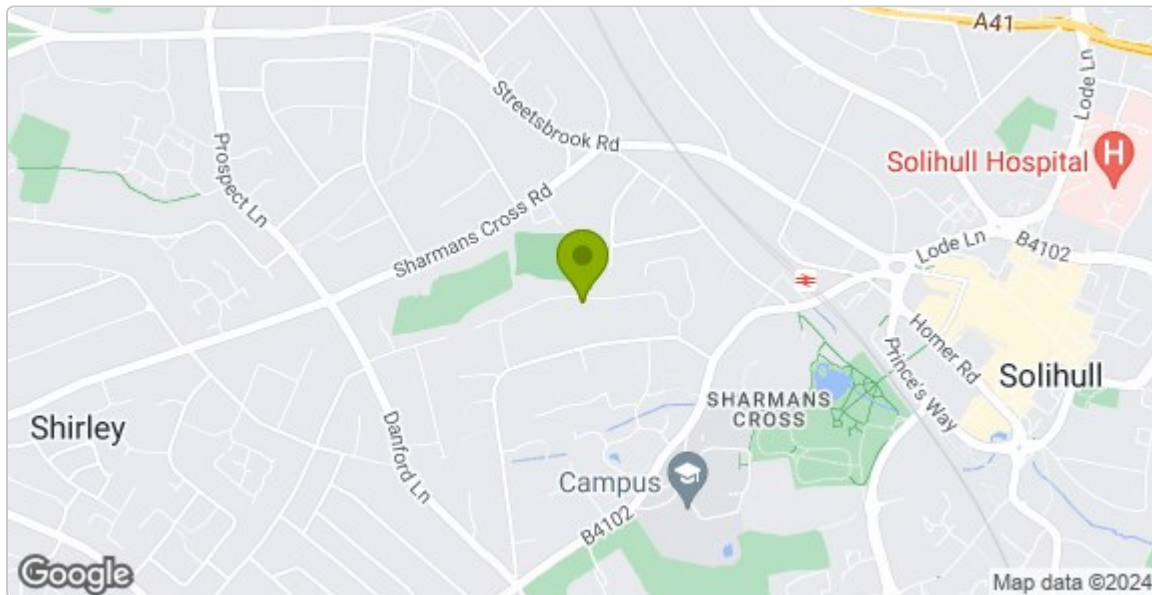 A41
Lode Ln
Streetsbrook Rd
Prospect Ln
Solihull Hospital
H
Sharmans Cross Rd
Lode Ln
B4102
Homer Rd
Prince's Way
Solihull
SHARMANS
CROSS
Shirley
Danford Ln
Campus
B4102
Google
Map data ©2024